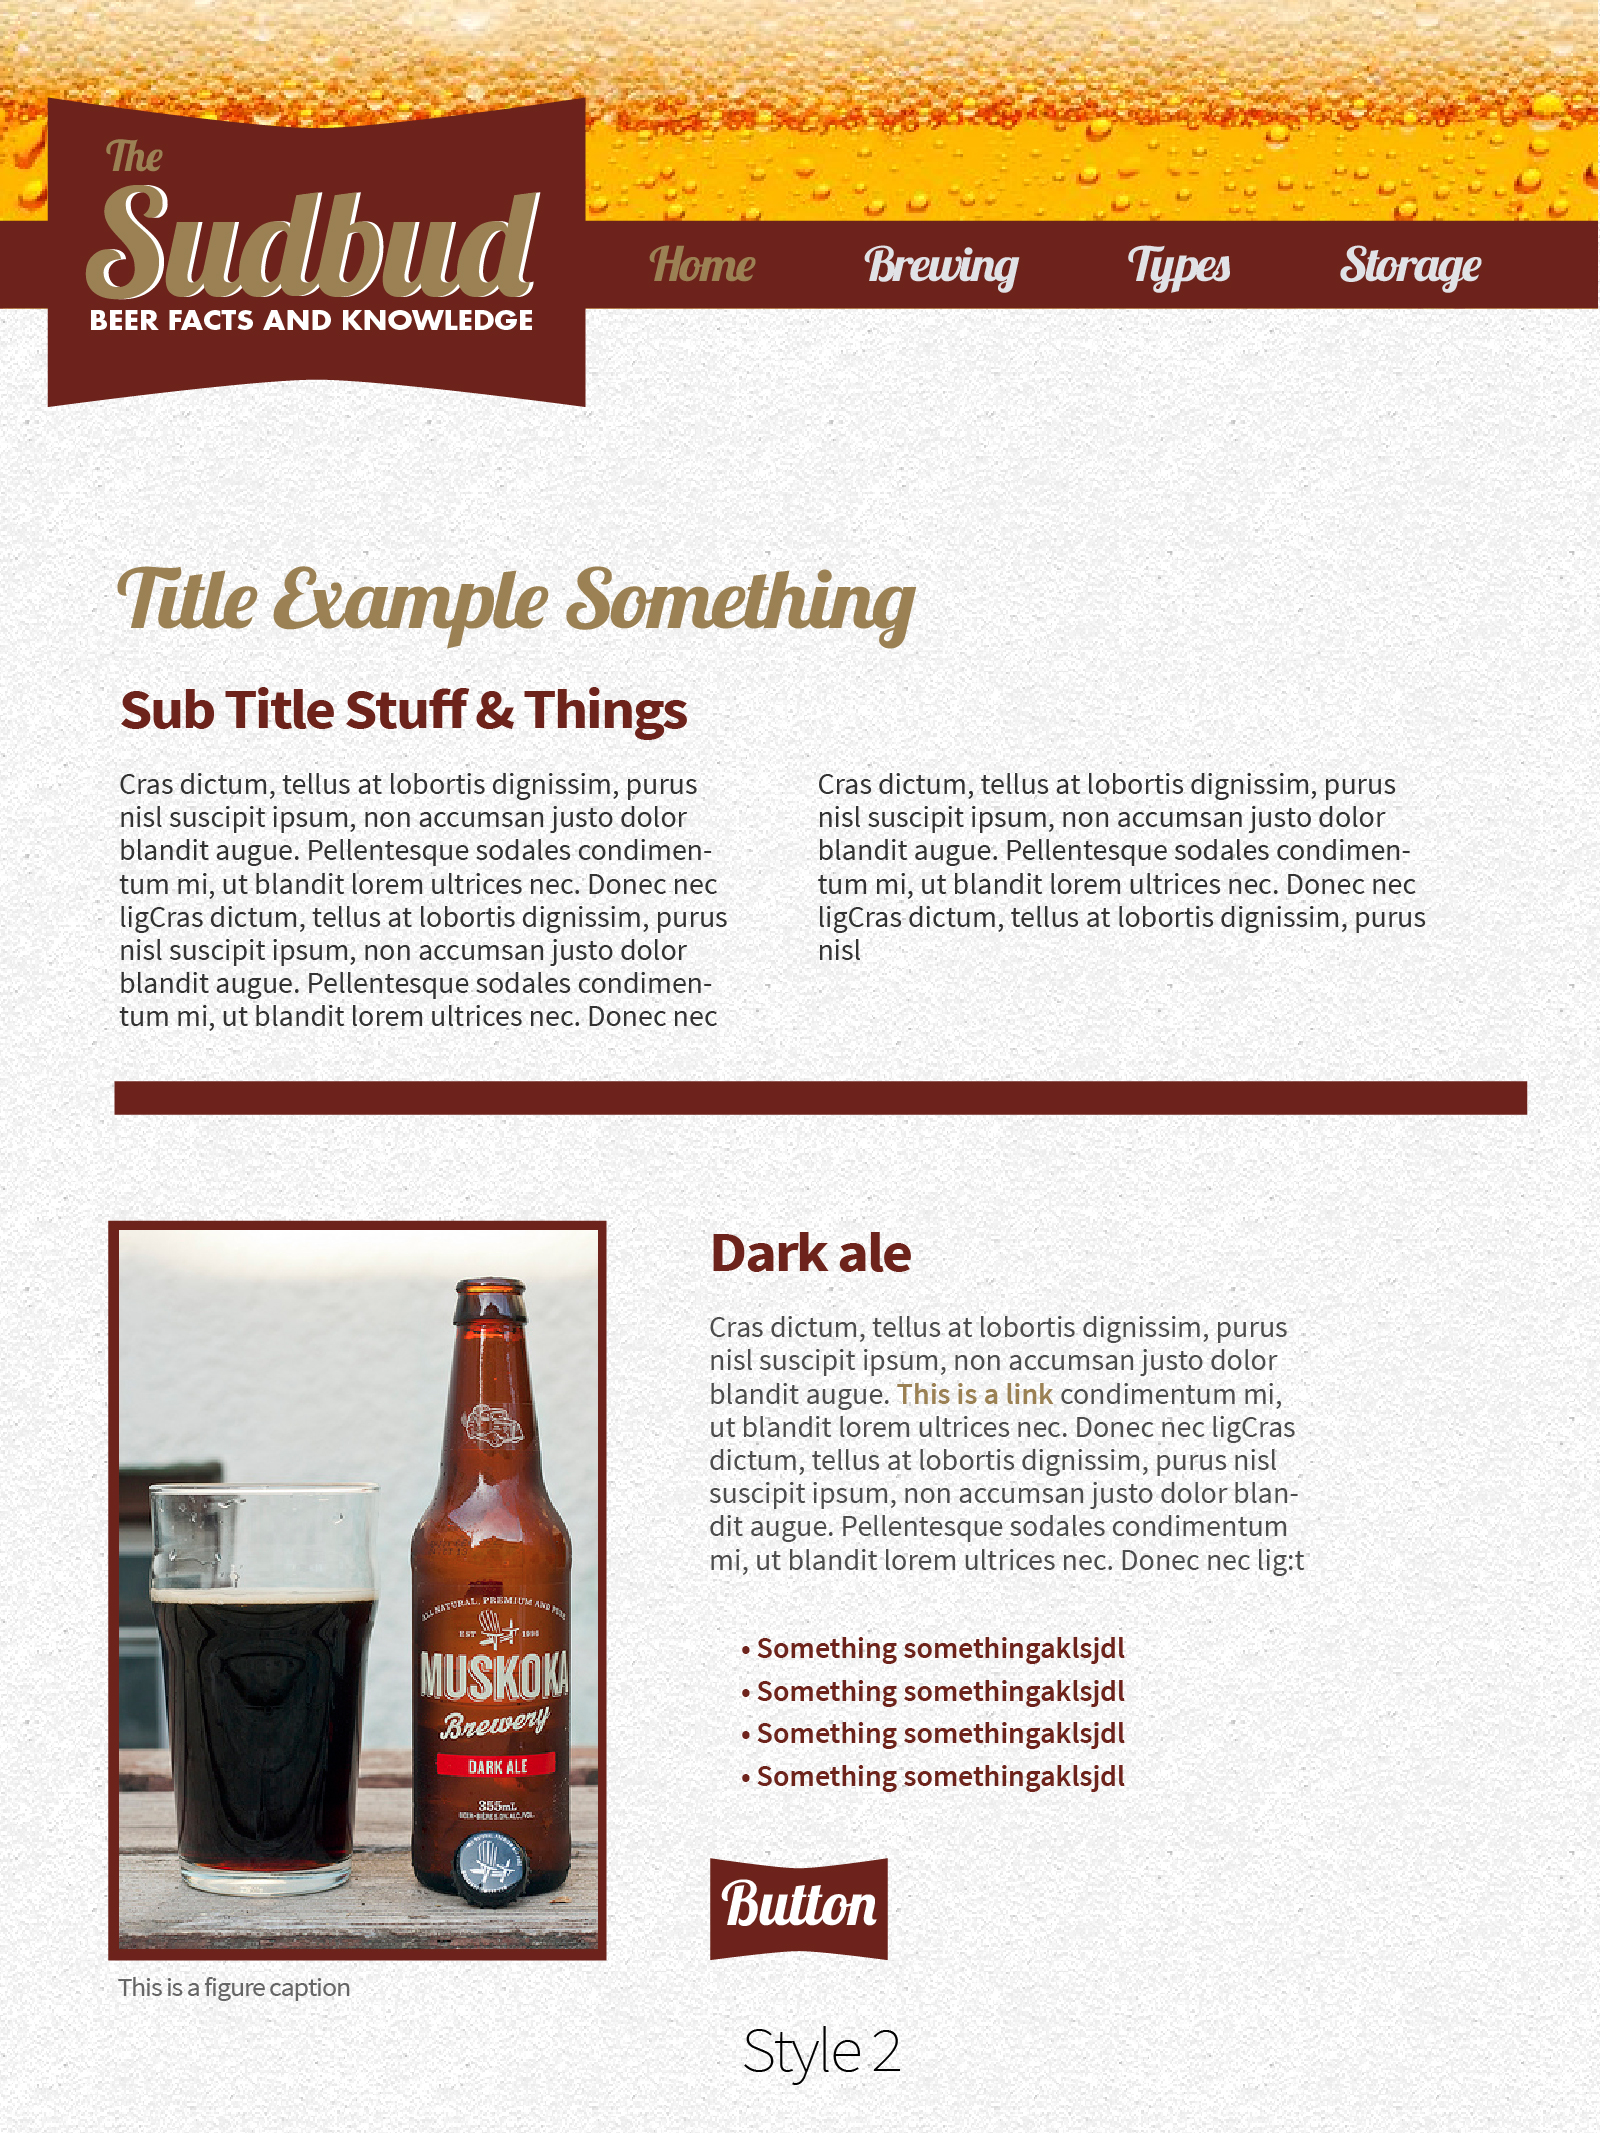 The
Sudbud
BEER FACTS AND KNOWLEDGE
Home Brewing Types Storage
Title Example Something
Sub Title Stuff & Things
Cras dictum, tellus at lobortis dignissim, purus
nisl suscipit ipsum, non accumsan justo dolor
blandit augue. Pellentesque sodales condimen-
tum mi, ut blandit lorem ultrices nec. Donec nec
ligCras dictum, tellus at lobortis dignissim, purus
nisl suscipit ipsum, non accumsan justo dolor
blandit augue. Pellentesque sodales condimen-
tum mi, ut blandit lorem ultrices nec. Donec nec
Cras dictum, tellus at lobortis dignissim, purus
nisl suscipit ipsum, non accumsan justo dolor
blandit augue. Pellentesque sodales condimen-
tum mi, ut blandit lorem ultrices nec. Donec nec
ligCras dictum, tellus at lobortis dignissim, purus
nisl
ALL NATURAL, PREMIUM AND PURE
EST 1996
MUSKOKA
Brewery
DARK ALE
355mL
This is a figure caption
Dark ale
Cras dictum, tellus at lobortis dignissim, purus
nisl suscipit ipsum, non accumsan justo dolor
blandit augue. This is a link condimentum mi,
ut blandit lorem ultrices nec. Donec nec ligCras
dictum, tellus at lobortis dignissim, purus nisl
suscipit ipsum, non accumsan justo dolor blan-
dit augue. Pellentesque sodales condimentum
mi, ut blandit lorem ultrices nec. Donec nec lig:t
• Something somethingaklsjdl
• Something somethingaklsjdl
• Something somethingaklsjdl
• Something somethingaklsjdl
Button
Style 2